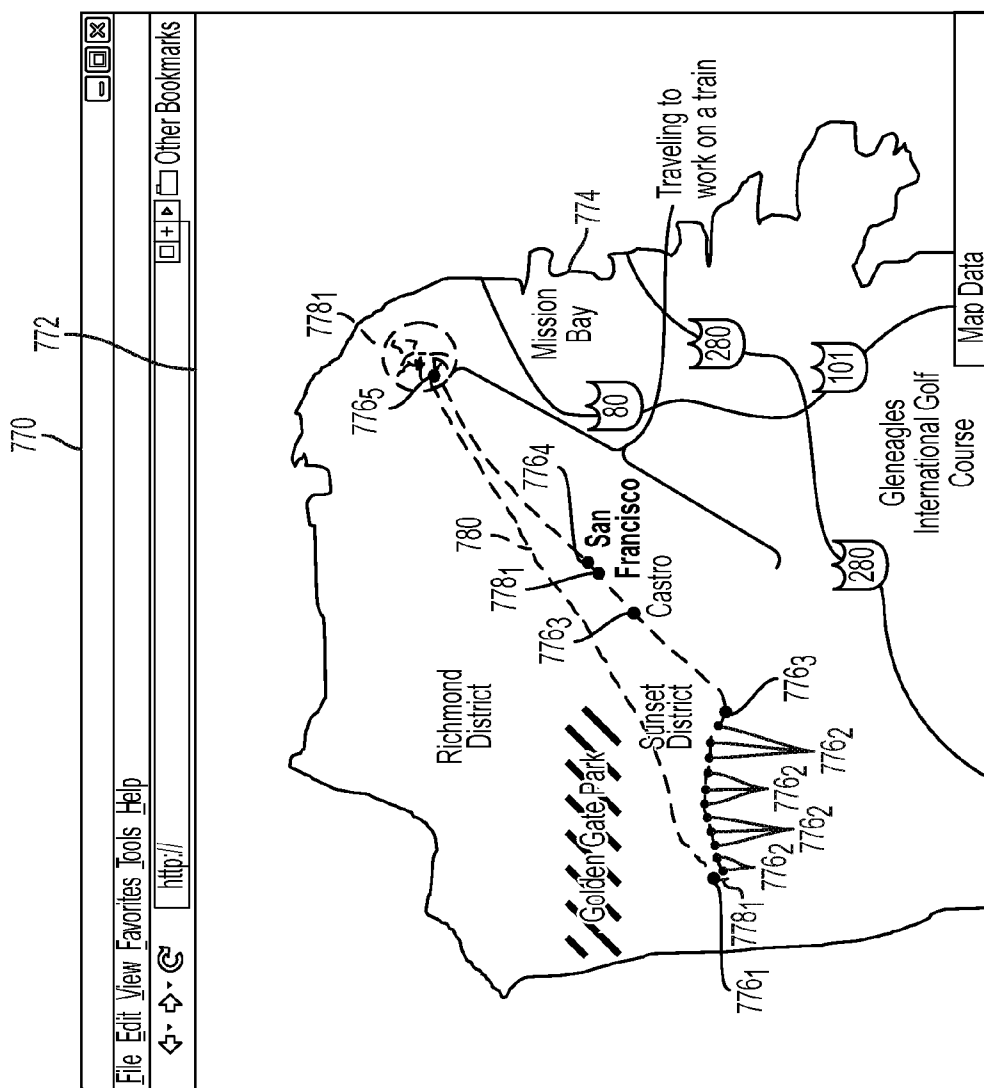 770
772
File Edit View Favorites Tools Help
http://
Other Bookmarks
7781
7765
774
Mission
Bay
Traveling to
work on a train
80
280
101
7764
780
7781
San
Francisco
Castro
7763
Richmond
District
Golden Gate Park
Sunset
District
7763
7762
7762
7762
7762
7781
7761
280
Gleneagles
International Golf
Course
Map Data